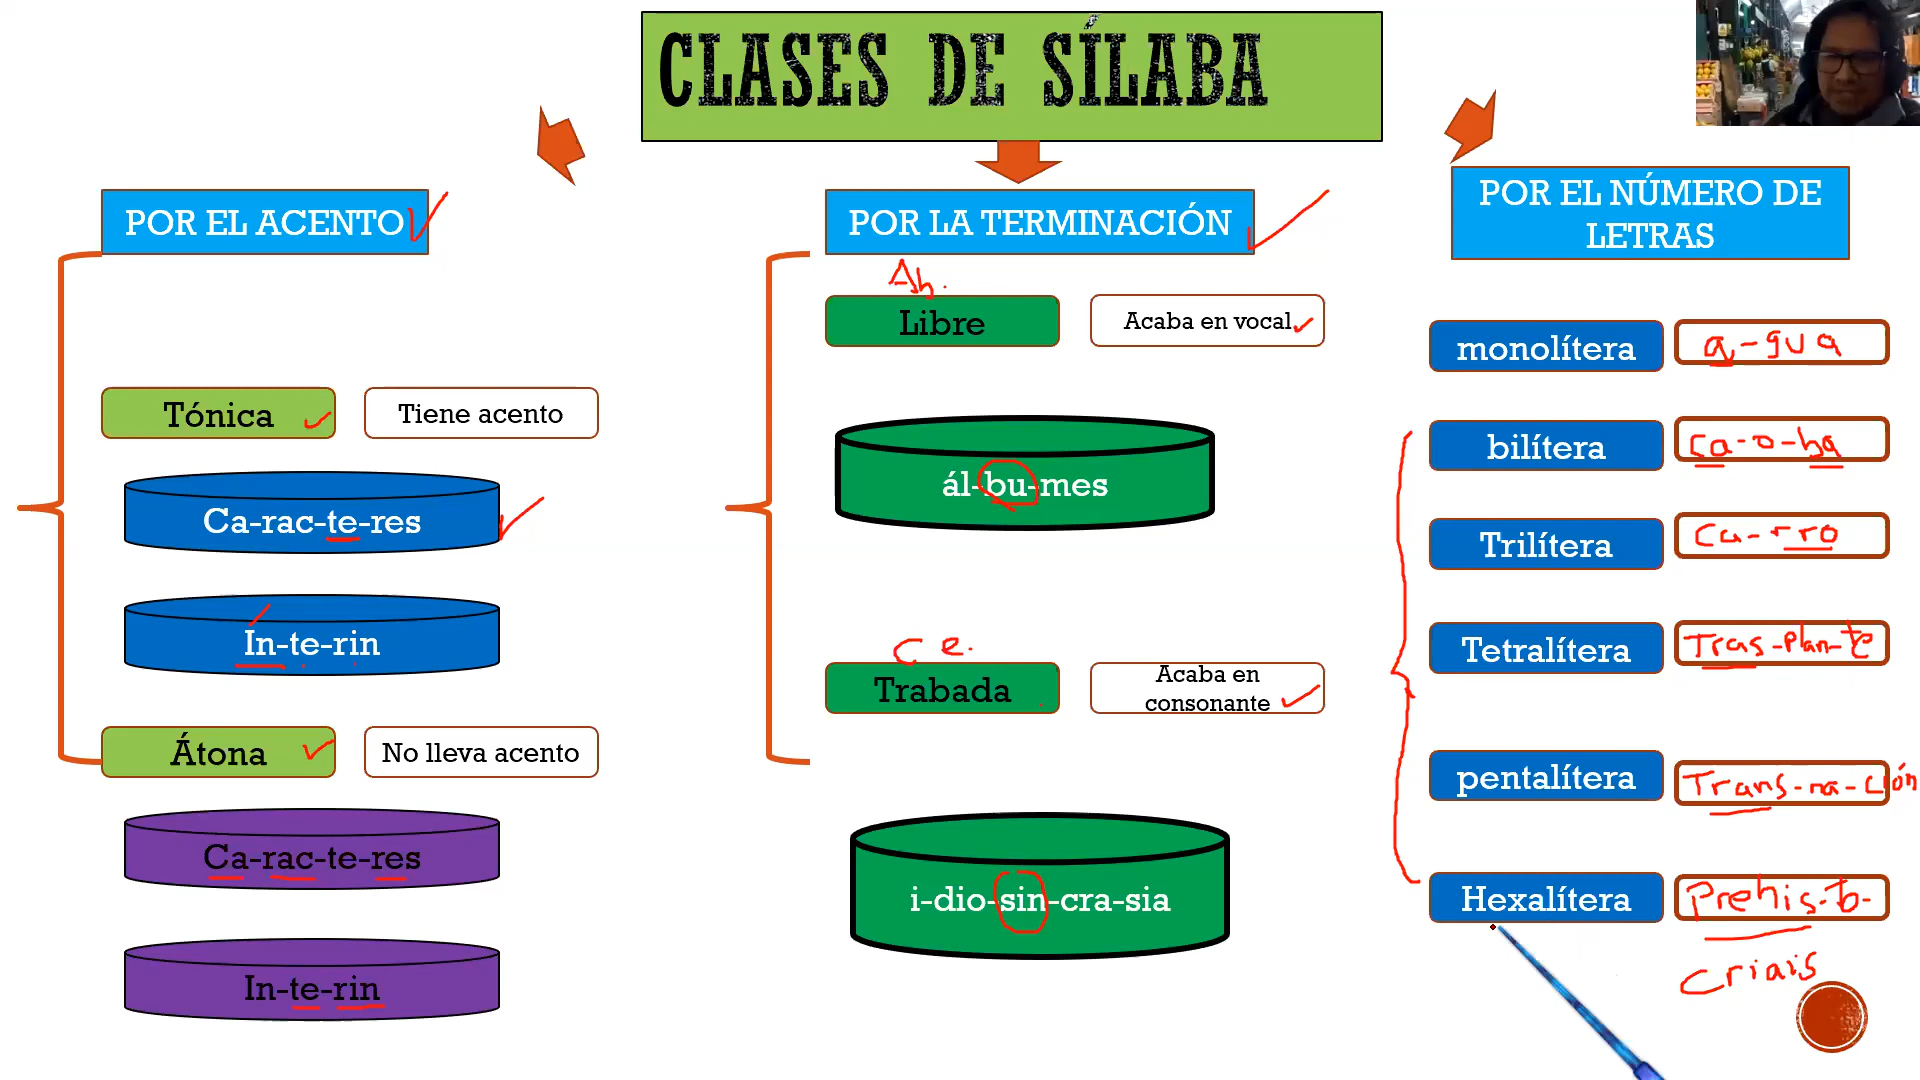 CLASES DE SÍLABA
POR EL ACENTO
Tónica
Tiene acento
Ca-rac-te-res
In-te-rin
Átona
No lleva acento
Ca-rac-te-res
In-te-rin
POR LA TERMINACIÓN
Ah.
Libre
Acaba en vocal
ál-bu-mes
C e.
Trabada
Acaba en
consonante
i-dio-sin-cra-sia
POR EL NÚMERO DE
LETRAS
monolítera
a-gua
bilítera
ca-o-ba
Trilítera
Ca-rro
Tetralítera
Tras-plan-te
pentalítera
Trans-na-ción
Hexalítera
Prehis-to-
criais